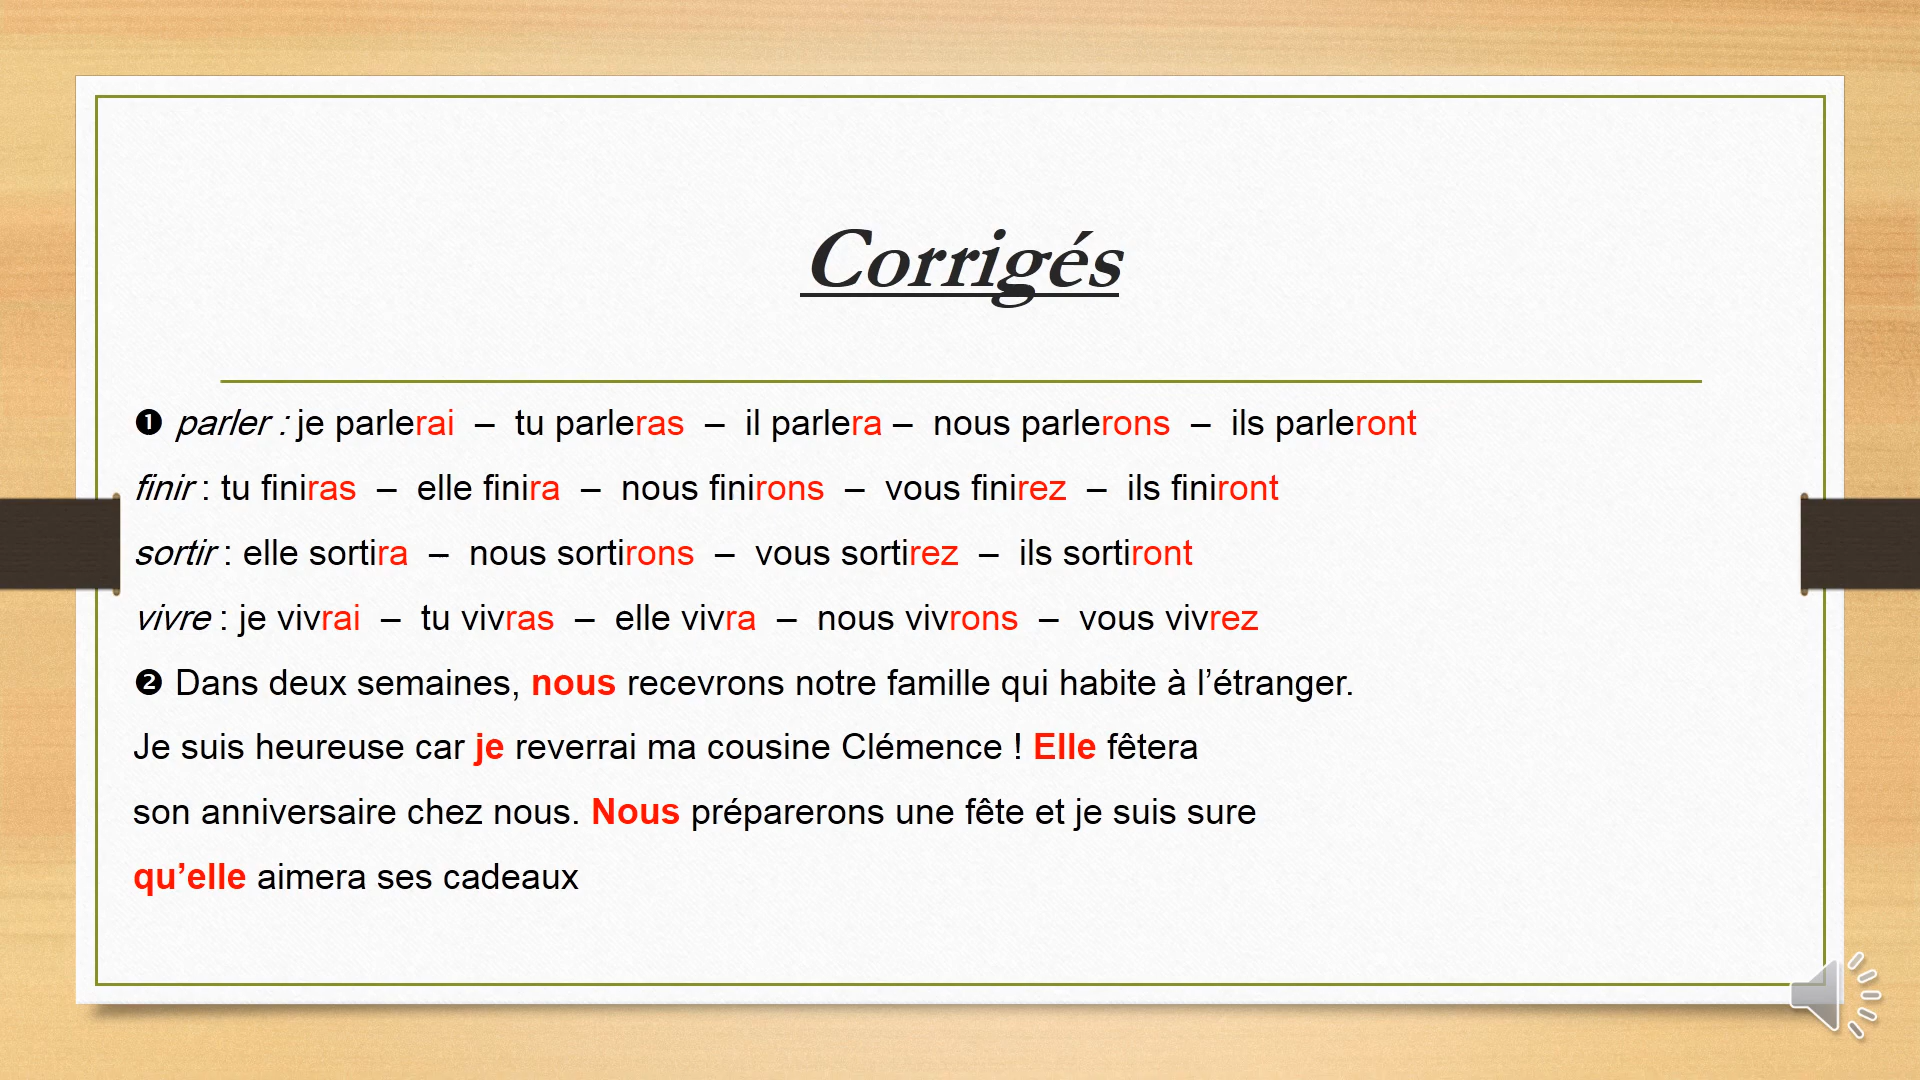 Corrigés
❶ parler : je parlerai – tu parleras – il parlera – nous parlerons – ils parleront
finir : tu finiras – elle finira – nous finirons – vous finirez – ils finiront
sortir : elle sortira – nous sortirons – vous sortirez – ils sortiront
vivre : je vivrai – tu vivras – elle vivra – nous vivrons – vous vivrez
❷ Dans deux semaines, nous recevrons notre famille qui habite à l’étranger.
Je suis heureuse car je reverrai ma cousine Clémence ! Elle fêtera
son anniversaire chez nous. Nous préparerons une fête et je suis sure
qu’elle aimera ses cadeaux